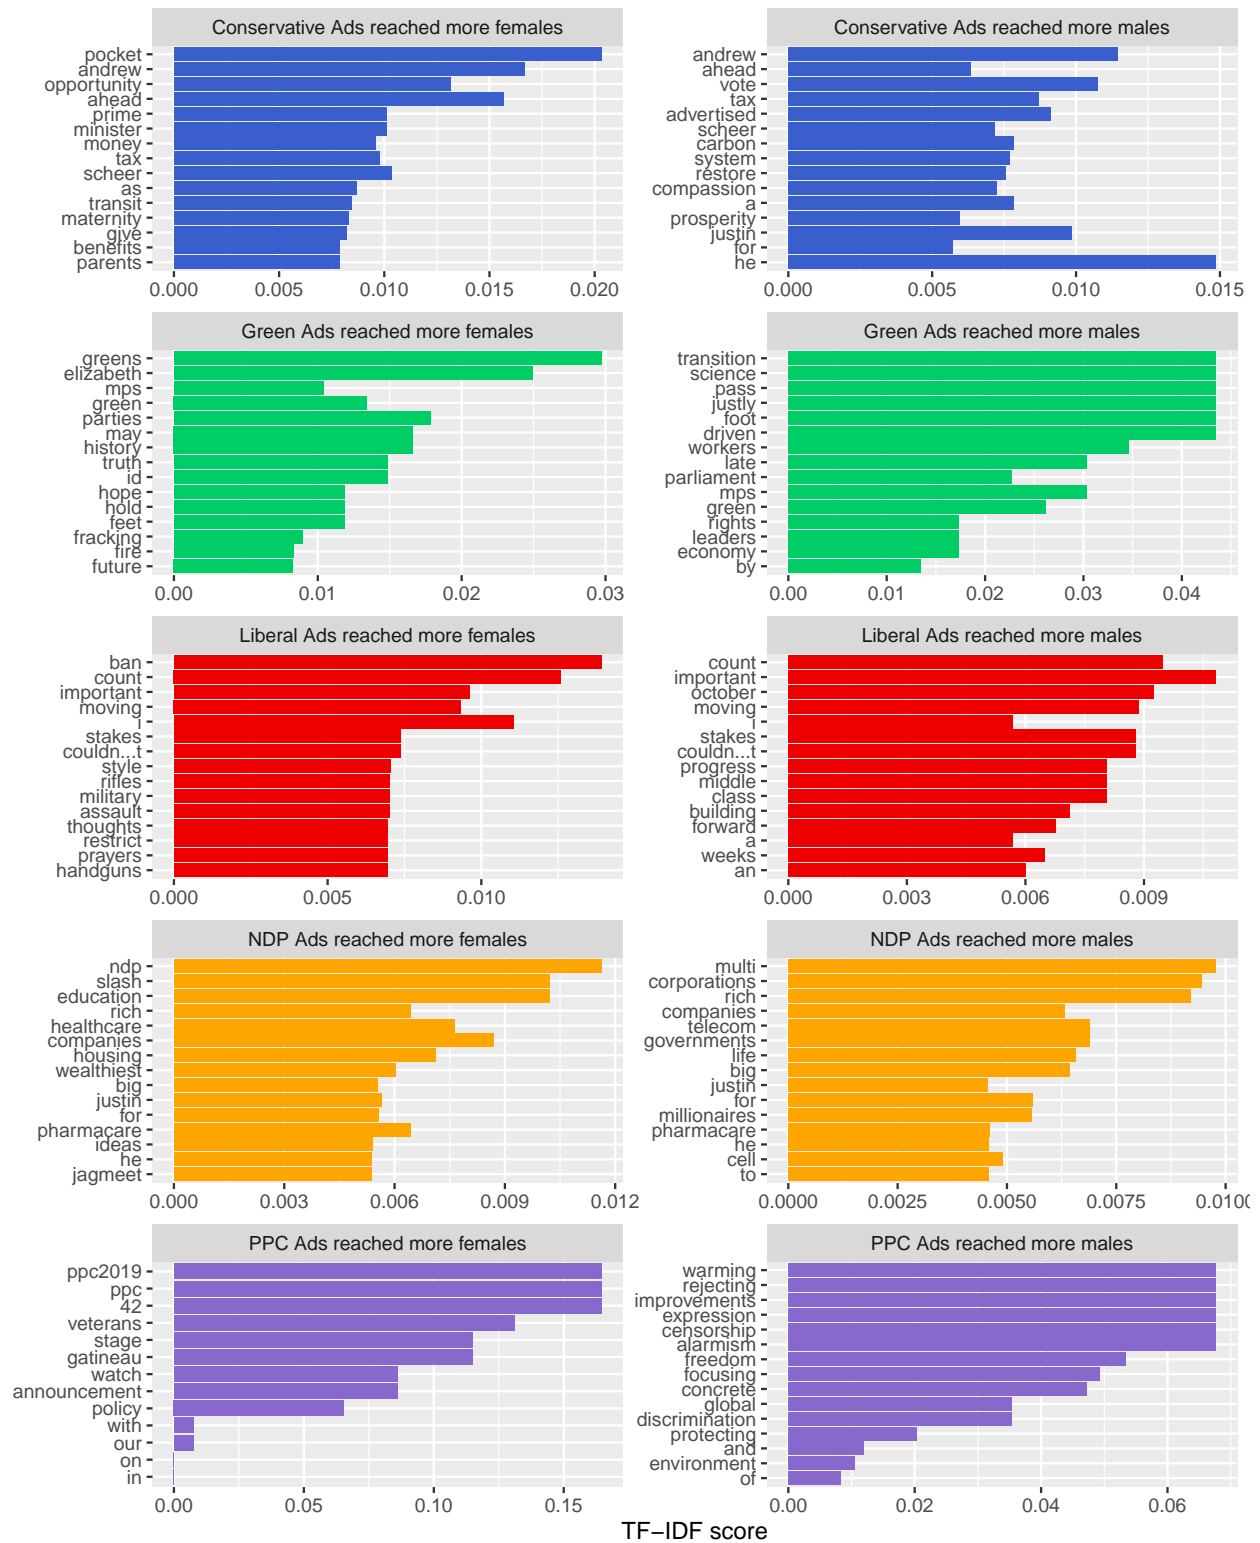 Conservative Ads reached more females
pocket
andrew
opportunity
ahead
prime
minister
money
tax
scheer
as
transit
maternity
give
benefits
parents
0.000 0.005 0.010 0.015 0.020
Conservative Ads reached more males
andrew
ahead
vote
tax
advertised
scheer
carbon
system
restore
compassion
a
prosperity
justin
for
he
0.000 0.005 0.010 0.015
Green Ads reached more females
greens
elizabeth
mps
green
parties
may
history
truth
id
hope
hold
feet
fracking
fire
future
0.00 0.01 0.02 0.03
Green Ads reached more males
transition
science
pass
justly
foot
driven
workers
late
parliament
mps
green
rights
leaders
economy
by
0.00 0.01 0.02 0.03 0.04
Liberal Ads reached more females
ban
count
important
moving
i
stakes
couldn...t
style
rifles
military
assault
thoughts
restrict
prayers
handguns
0.000 0.005 0.010
Liberal Ads reached more males
count
important
october
moving
i
stakes
couldn...t
progress
middle
class
building
forward
a
weeks
an
0.000 0.003 0.006 0.009
NDP Ads reached more females
ndp
slash
education
rich
healthcare
companies
housing
wealthiest
big
justin
for
pharmacare
ideas
he
jagmeet
0.000 0.003 0.006 0.009 0.012
NDP Ads reached more males
multi
corporations
rich
companies
telecom
governments
life
big
justin
for
millionaires
pharmacare
he
cell
to
0.0000 0.0025 0.0050 0.0075 0.0100
PPC Ads reached more females
ppc2019
ppc
42
veterans
stage
gatineau
watch
announcement
policy
with
our
on
in
0.00 0.05 0.10 0.15
PPC Ads reached more males
warming
rejecting
improvements
expression
censorship
alarmism
freedom
focusing
concrete
global
discrimination
protecting
and
environment
of
0.00 0.02 0.04 0.06
TF−IDF score